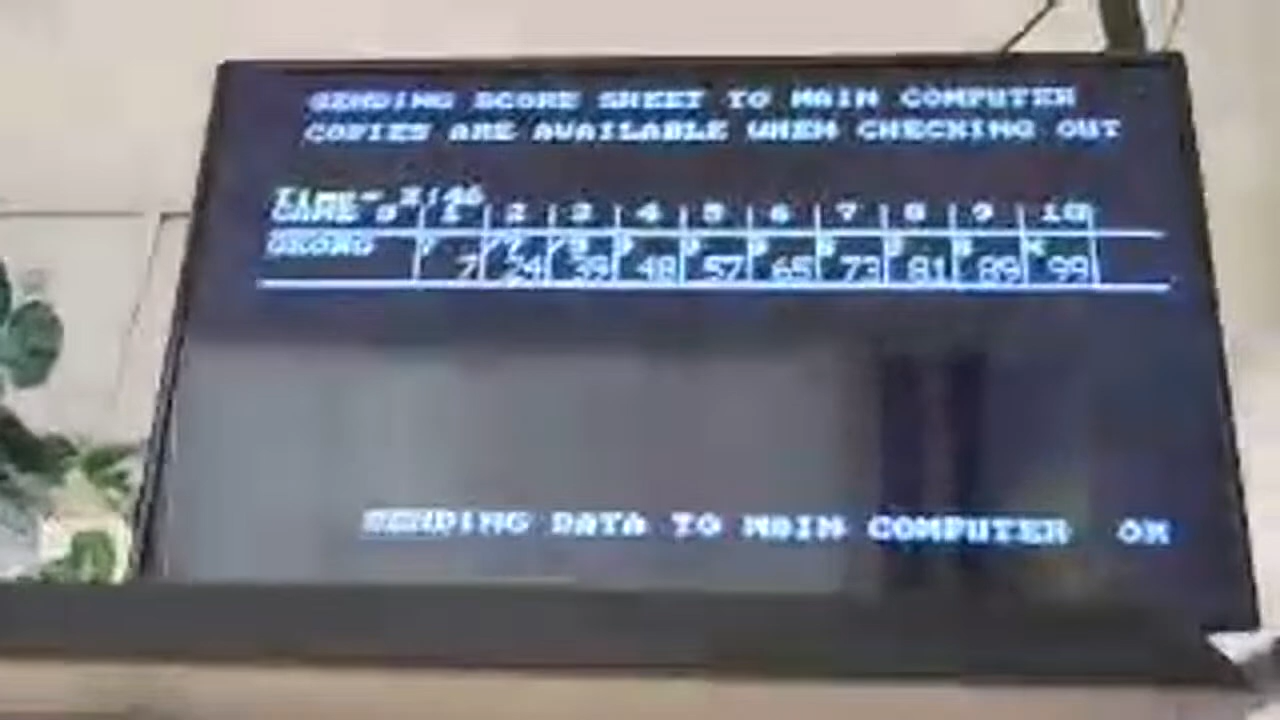 SENDING SCORE SHEET TO MAIN COMPUTER
COPIES ARE AVAILABLE WHEN CHECKING OUT
TIME-
GAME 1 2 3 4 5 6 7 8 9 10
7 24 39 48 57 65 73 81 89 99
SENDING DATA TO MAIN COMPUTER OK